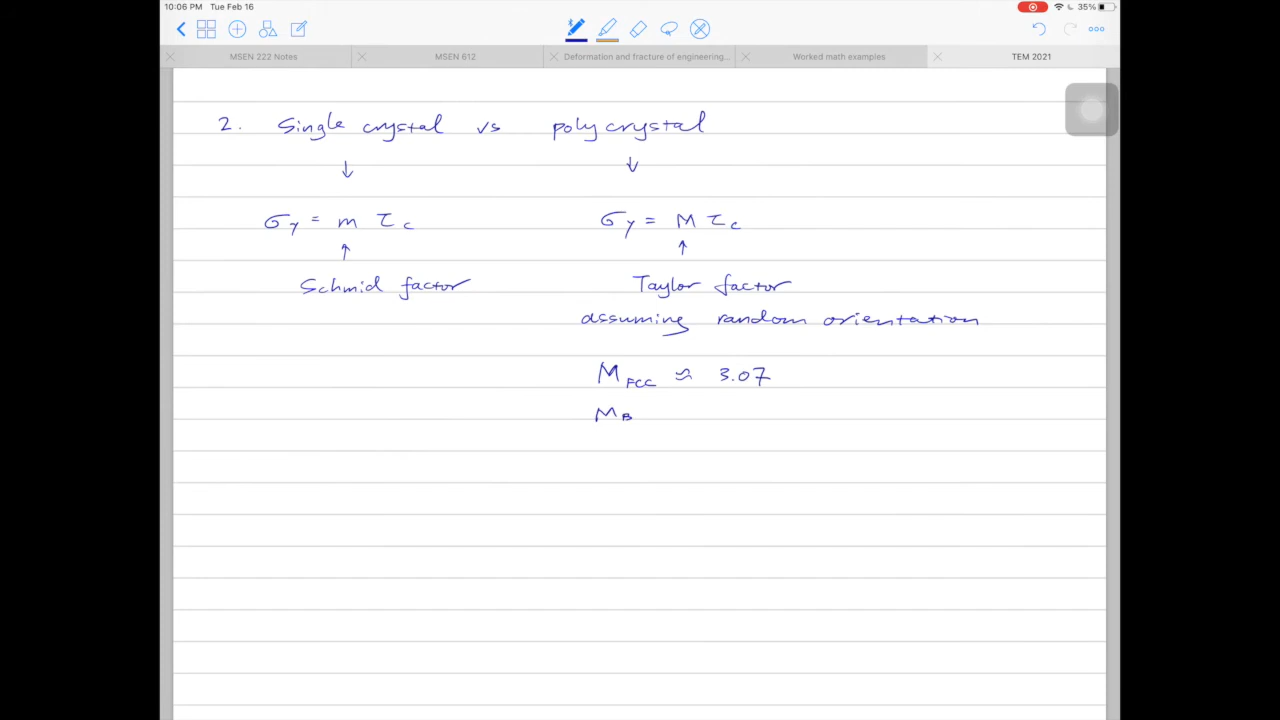 10:06 PM Tue Feb 16
35%
MSEN 222 Notes
MSEN 612
Deformation and fracture of engineering...
Worked math examples
TEM 2021
2. Single crystal vs polycrystal
↓ ↓
σy = m τc σy = M τc
↑ ↑
Schmid factor Taylor factor
assuming random orientation
MFCC ≈ 3.07
MB